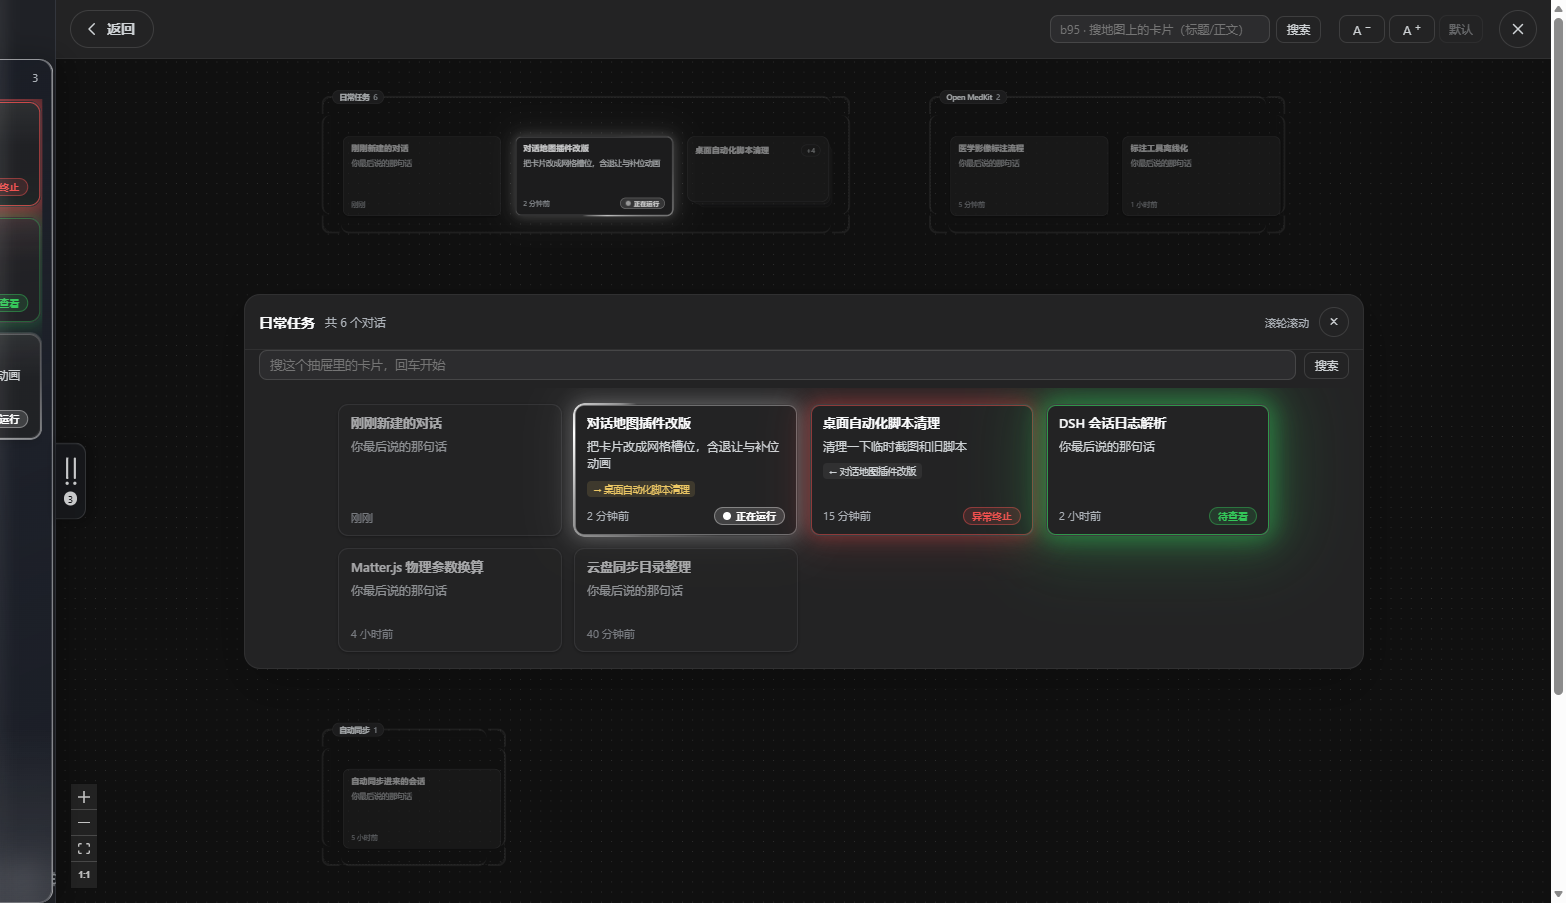 返回
b95 · 搜地图上的卡片（标题/正文）
搜索
A⁻
A⁺
默认
3
终止
查看
动画
运行
3
日常任务 6
刚刚新建的对话
你最后说的那句话
刚刚
对话地图插件改版
把卡片改成网格槽位，含退让与补位动画
2 分钟前
正在运行
桌面自动化脚本清理
+4
Open MedKit 2
医学影像标注流程
你最后说的那句话
5 分钟前
标注工具离线化
你最后说的那句话
1 小时前
日常任务 共 6 个对话
滚轮滚动
搜这个抽屉里的卡片，回车开始
搜索
刚刚新建的对话
你最后说的那句话
刚刚
对话地图插件改版
把卡片改成网格槽位，含退让与补位
动画
→ 桌面自动化脚本清理
2 分钟前
正在运行
桌面自动化脚本清理
清理一下临时截图和旧脚本
← 对话地图插件改版
15 分钟前
异常终止
DSH 会话日志解析
你最后说的那句话
2 小时前
待查看
Matter.js 物理参数换算
你最后说的那句话
4 小时前
云盘同步目录整理
你最后说的那句话
40 分钟前
自动同步 1
自动同步进来的会话
你最后说的那句话
5 小时前
1:1